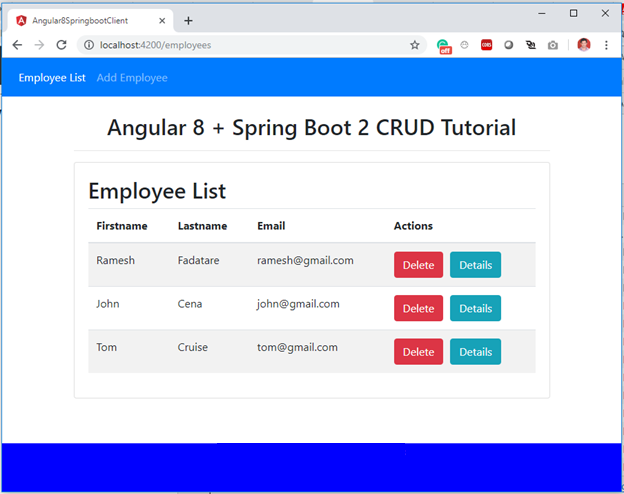 Angular8SpringbootClient
localhost:4200/employees
off
Employee List Add Employee
Angular 8 + Spring Boot 2 CRUD Tutorial
Employee List
Firstname Lastname Email Actions
Ramesh Fadatare ramesh@gmail.com Delete Details
John Cena john@gmail.com Delete Details
Tom Cruise tom@gmail.com Delete Details